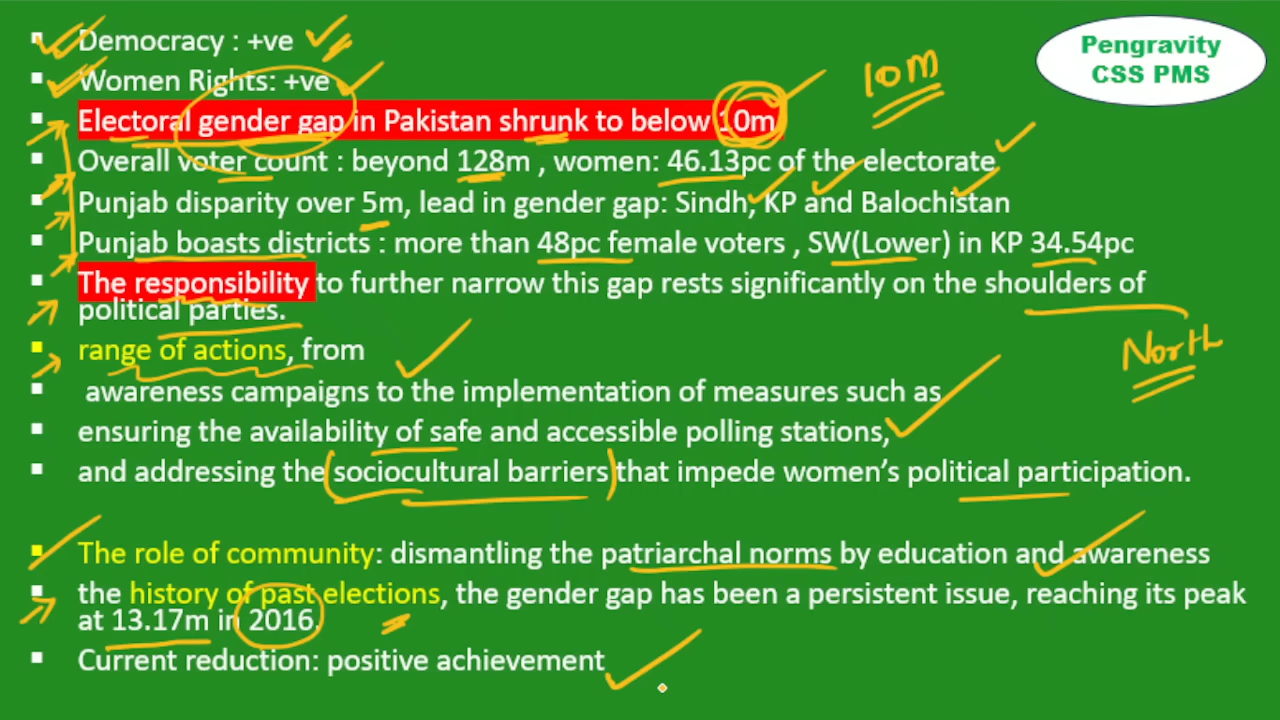 Pengravity
CSS PMS
▪ Democracy : +ve
▪ Women Rights: +ve
10m
▪ Electoral gender gap in Pakistan shrunk to below 10m
▪ Overall voter count : beyond 128m , women: 46.13pc of the electorate
▪ Punjab disparity over 5m, lead in gender gap: Sindh, KP and Balochistan
▪ Punjab boasts districts : more than 48pc female voters , SW(Lower) in KP 34.54pc
▪ The responsibility to further narrow this gap rests significantly on the shoulders of
political parties.
North
▪ range of actions, from
▪ awareness campaigns to the implementation of measures such as
▪ ensuring the availability of safe and accessible polling stations,
▪ and addressing the sociocultural barriers that impede women’s political participation.
▪ The role of community: dismantling the patriarchal norms by education and awareness
▪ the history of past elections, the gender gap has been a persistent issue, reaching its peak
at 13.17m in 2016.
▪ Current reduction: positive achievement